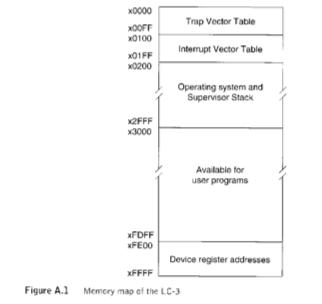 x0000
Trap Vector Table
x00FF
x0100
Interrupt Vector Table
x01FF
x0200
Operating system and
Supervisor Stack
x2FFF
x3000
Available for
user programs
xFDFF
xFE00
Device register addresses
xFFFF
Figure A.1 Memory map of the LC-3